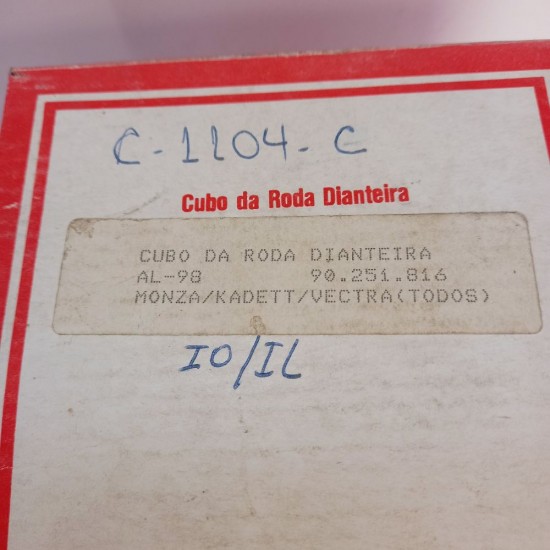 C-1104-C
Cubo da Roda Dianteira
CUBO DA RODA DIANTEIRA
AL-98 90.251.816
MONZA/KADETT/VECTRA(TODOS)
IO/IL